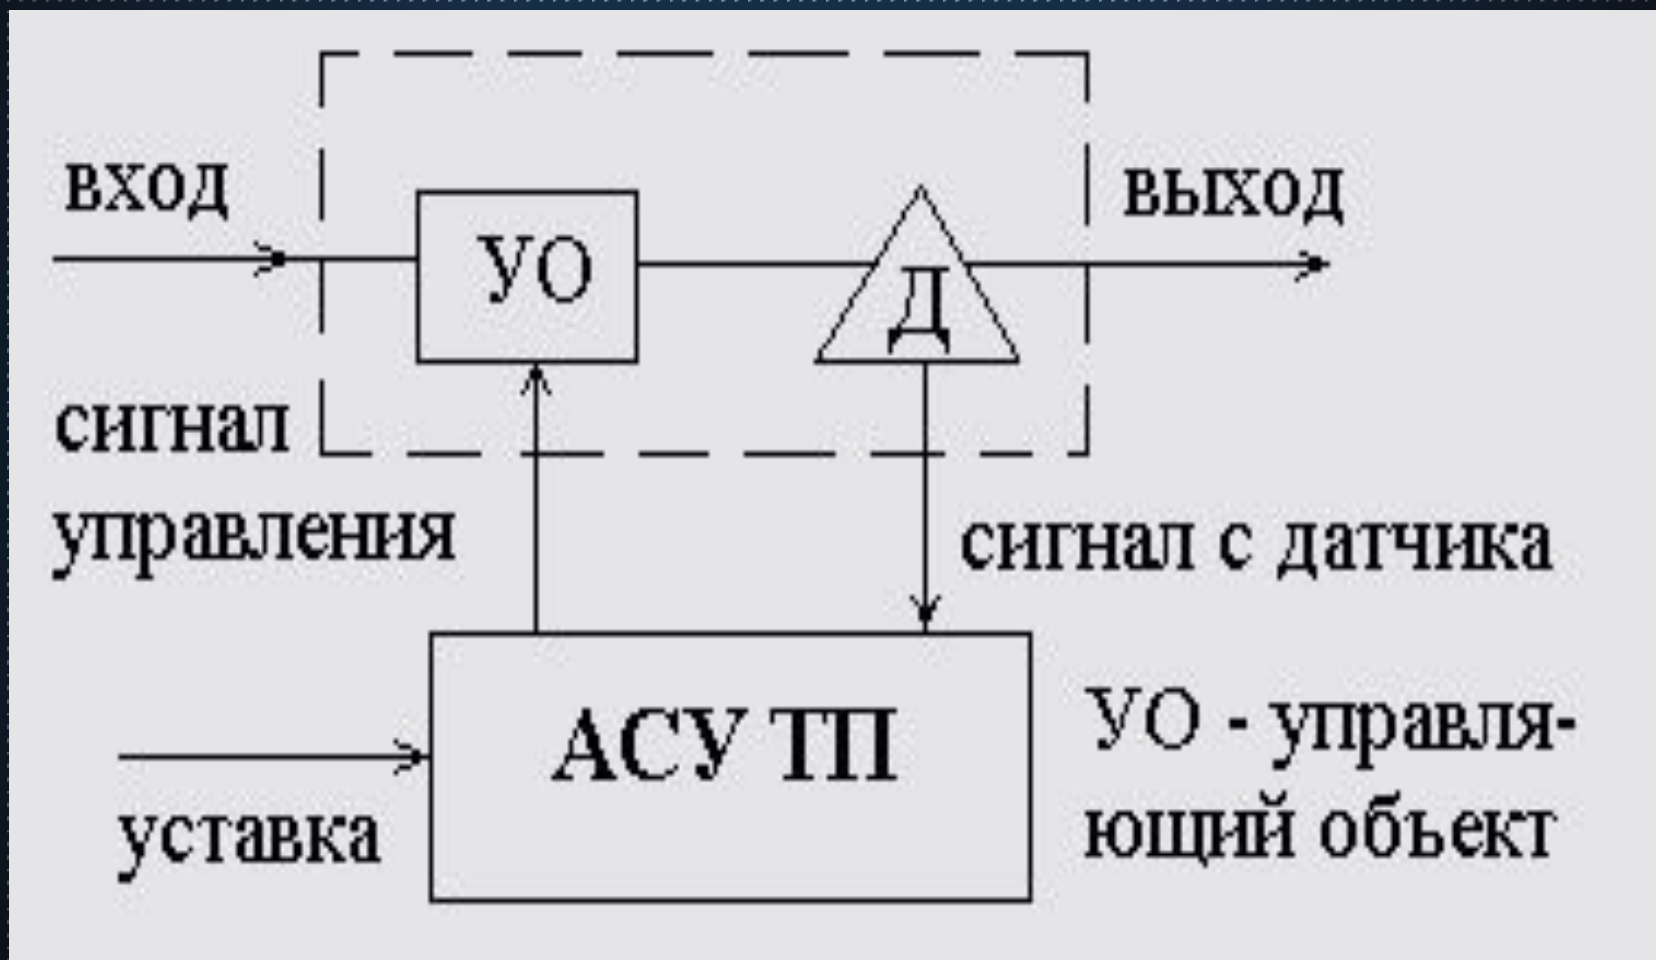 вход
выход
УО
Д
сигнал
управления
сигнал с датчика
АСУ ТП
уставка
УО - управля-
ющий объект